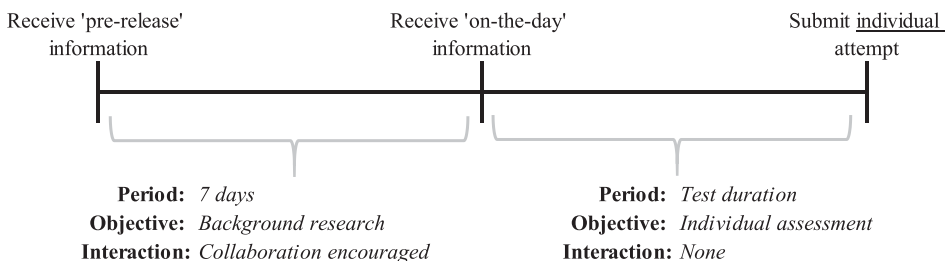 Receive 'pre-release'
information
Receive 'on-the-day'
information
Submit individual
attempt
Period: 7 days
Objective: Background research
Interaction: Collaboration encouraged
Period: Test duration
Objective: Individual assessment
Interaction: None